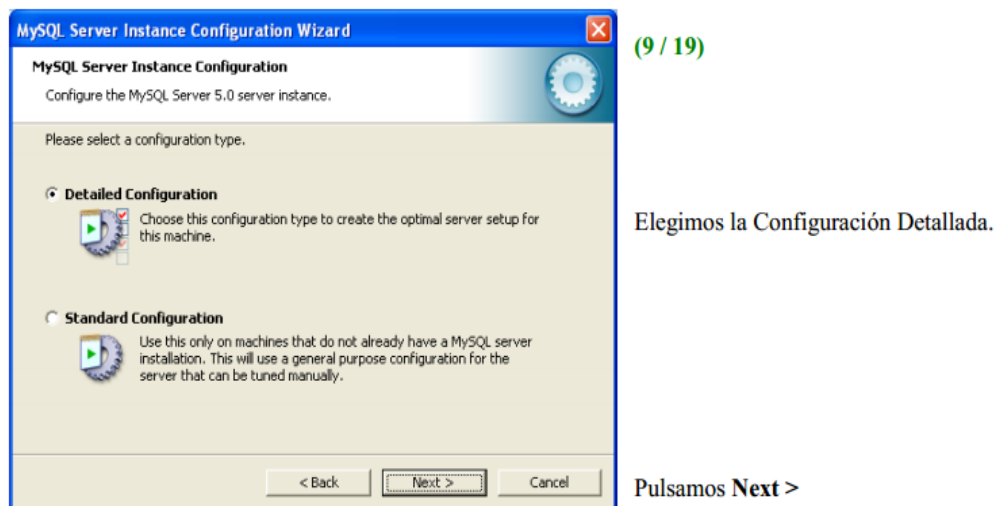 MySQL Server Instance Configuration Wizard
(9 / 19)
MySQL Server Instance Configuration
Configure the MySQL Server 5.0 server instance.
Please select a configuration type.
Detailed Configuration
Choose this configuration type to create the optimal server setup for
this machine.
Elegimos la Configuración Detallada.
Standard Configuration
Use this only on machines that do not already have a MySQL server
installation. This will use a general purpose configuration for the
server that can be tuned manually.
< Back
Next >
Cancel
Pulsamos Next >